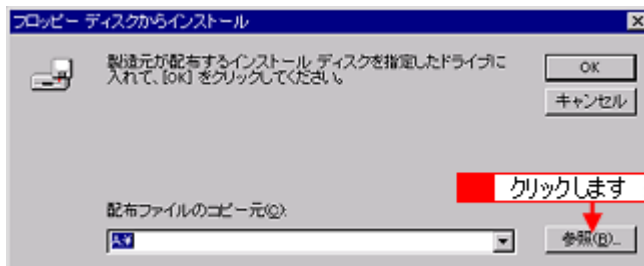 フロッピー ディスクからインストール
製造元が配布するインストール ディスクを指定したドライブに
入れて、[OK] をクリックしてください。
OK
キャンセル
クリックします
配布ファイルのコピー元(C):
A:¥
参照(B)...